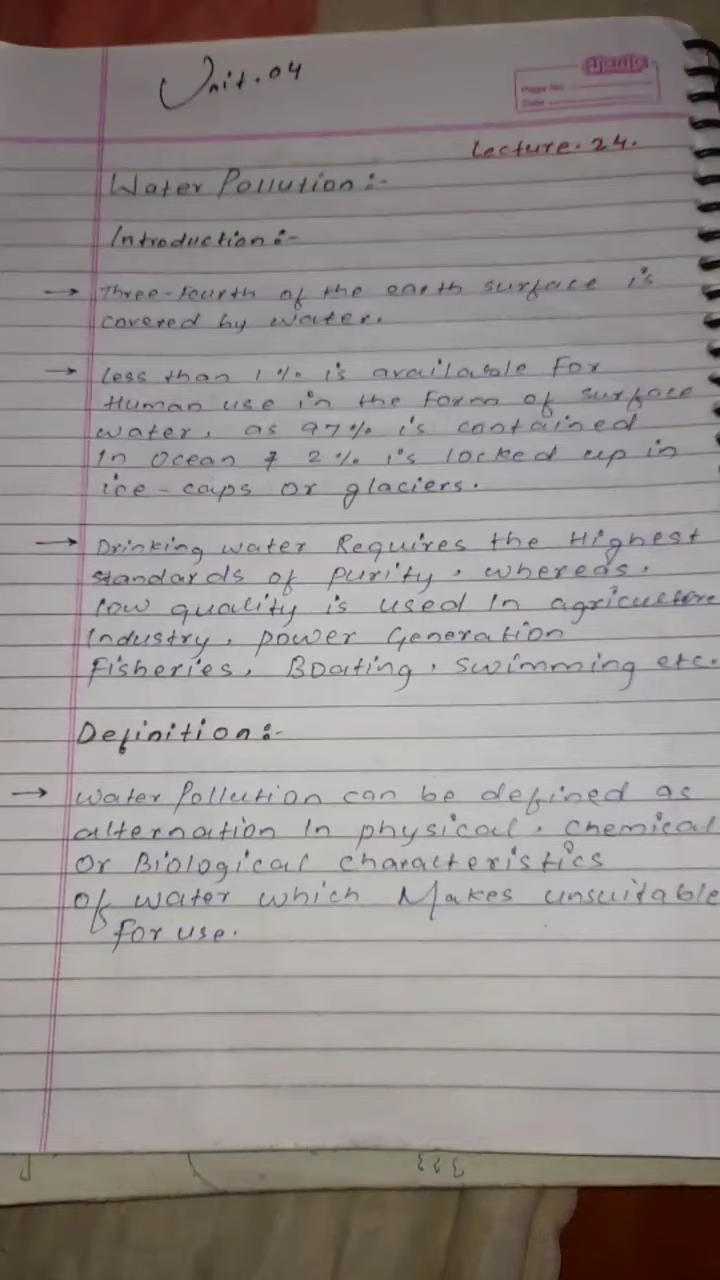 Unit. 04
Ajanta
Page No.
Date
Lecture. 24.
Water Pollution :-
Introduction :-
→ Three-fourth of the earth surface is
covered by water.
→ Less than 1% is available For
Human use in the Form of surface
water, as 97% is contained
In Ocean & 2% is locked up in
ice-caps or glaciers.
→ Drinking water Requires the Highest
standards of purity, whereas,
low quality is used In agriculture
Industry, power Generation
Fisheries, Boating, swimming etc.
Definition :-
→ Water Pollution can be defined as
alternation In physical, chemical
Or Biological characteristics
Of water which Makes unsuitable
For use.